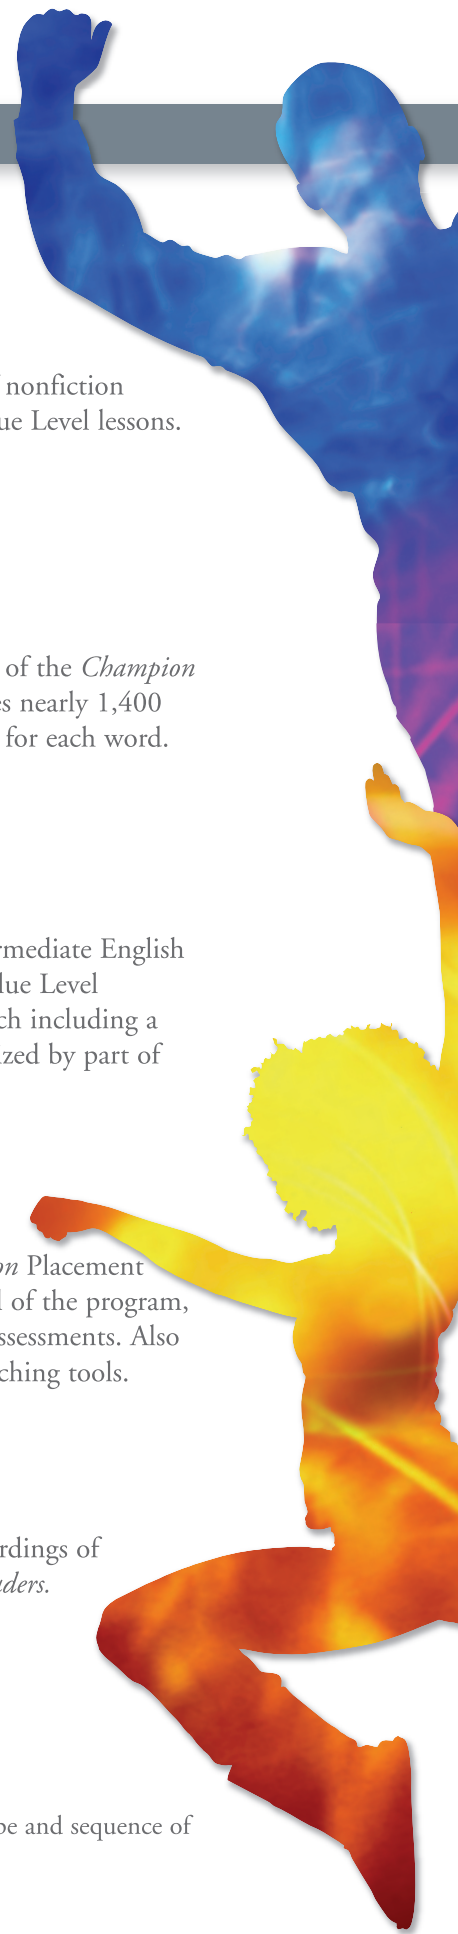 nonfiction
ue Level lessons.
of the Champion
es nearly 1,400
for each word.
rmediate English
lue Level
ch including a
ized by part of
on Placement
l of the program,
ssessments. Also
ching tools.
rdings of
ders.
pe and sequence of